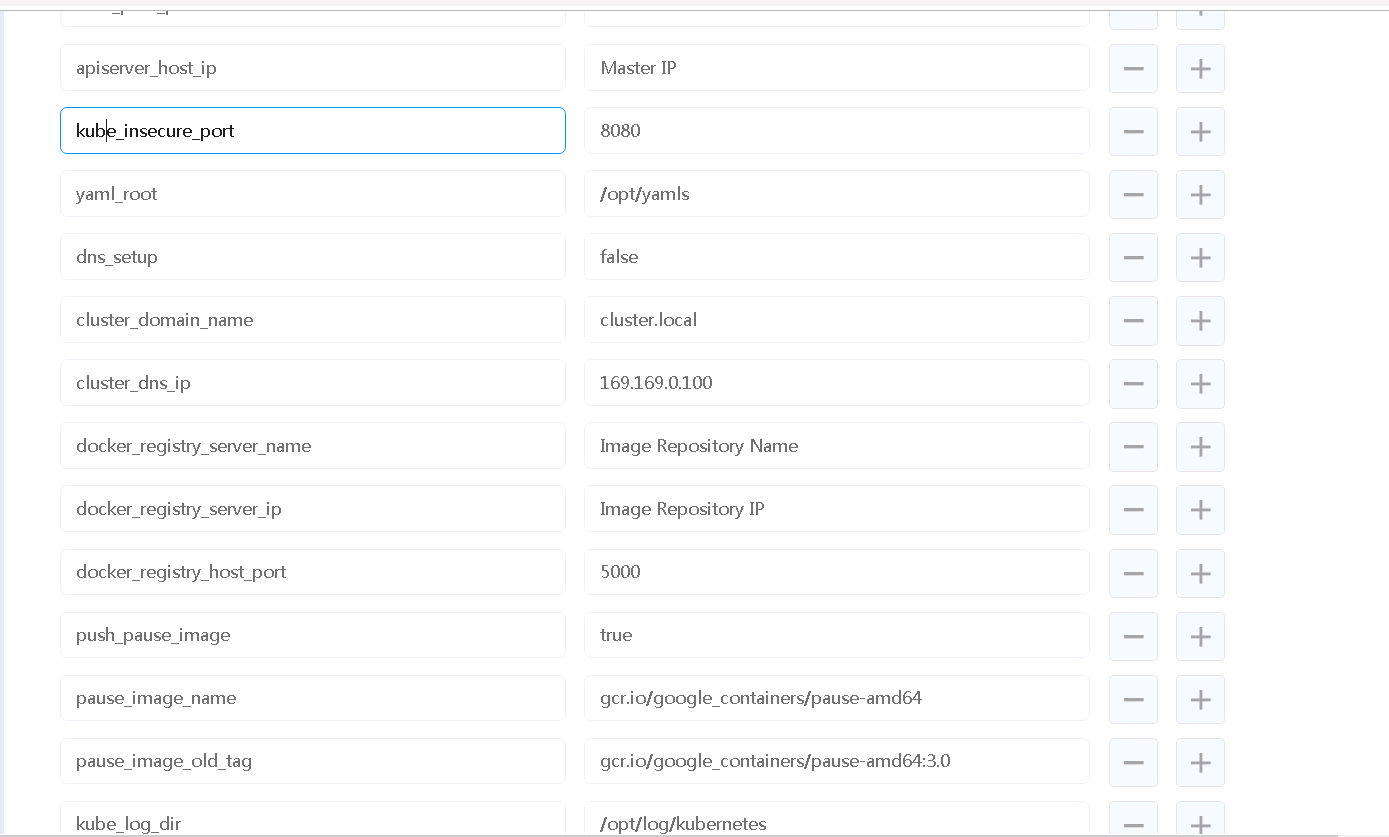 apiserver_host_ip Master IP
kube_insecure_port 8080
yaml_root /opt/yamls
dns_setup false
cluster_domain_name cluster.local
cluster_dns_ip 169.169.0.100
docker_registry_server_name Image Repository Name
docker_registry_server_ip Image Repository IP
docker_registry_host_port 5000
push_pause_image true
pause_image_name gcr.io/google_containers/pause-amd64
pause_image_old_tag gcr.io/google_containers/pause-amd64:3.0
kube_log_dir /opt/log/kubernetes